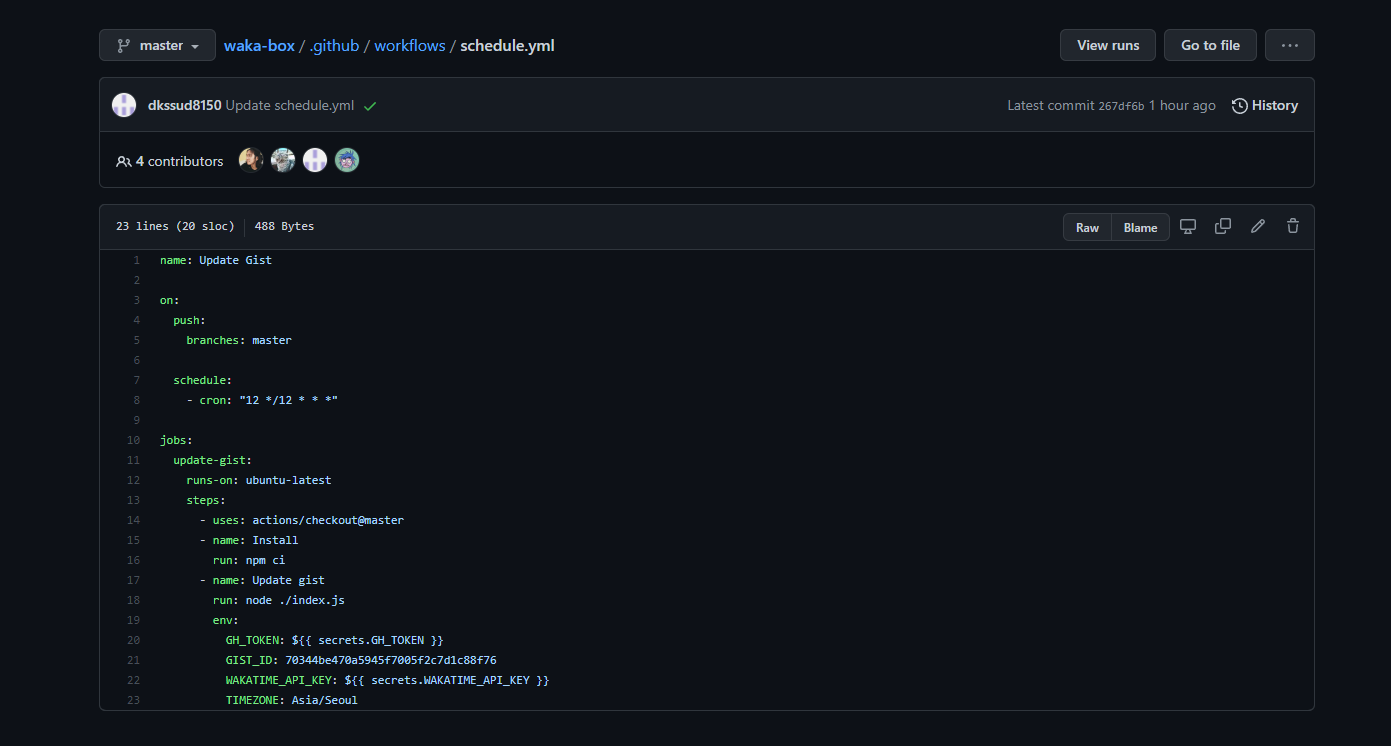 master waka-box / .github / workflows / schedule.yml View runs Go to file ...
dkssud8150 Update schedule.yml Latest commit 267df6b 1 hour ago History
4 contributors
23 lines (20 sloc) 488 Bytes Raw Blame
1 name: Update Gist
2
3 on:
4 push:
5 branches: master
6
7 schedule:
8 - cron: "12 */12 * * *"
9
10 jobs:
11 update-gist:
12 runs-on: ubuntu-latest
13 steps:
14 - uses: actions/checkout@master
15 - name: Install
16 run: npm ci
17 - name: Update gist
18 run: node ./index.js
19 env:
20 GH_TOKEN: ${{ secrets.GH_TOKEN }}
21 GIST_ID: 70344be470a5945f7005f2c7d1c88f76
22 WAKATIME_API_KEY: ${{ secrets.WAKATIME_API_KEY }}
23 TIMEZONE: Asia/Seoul